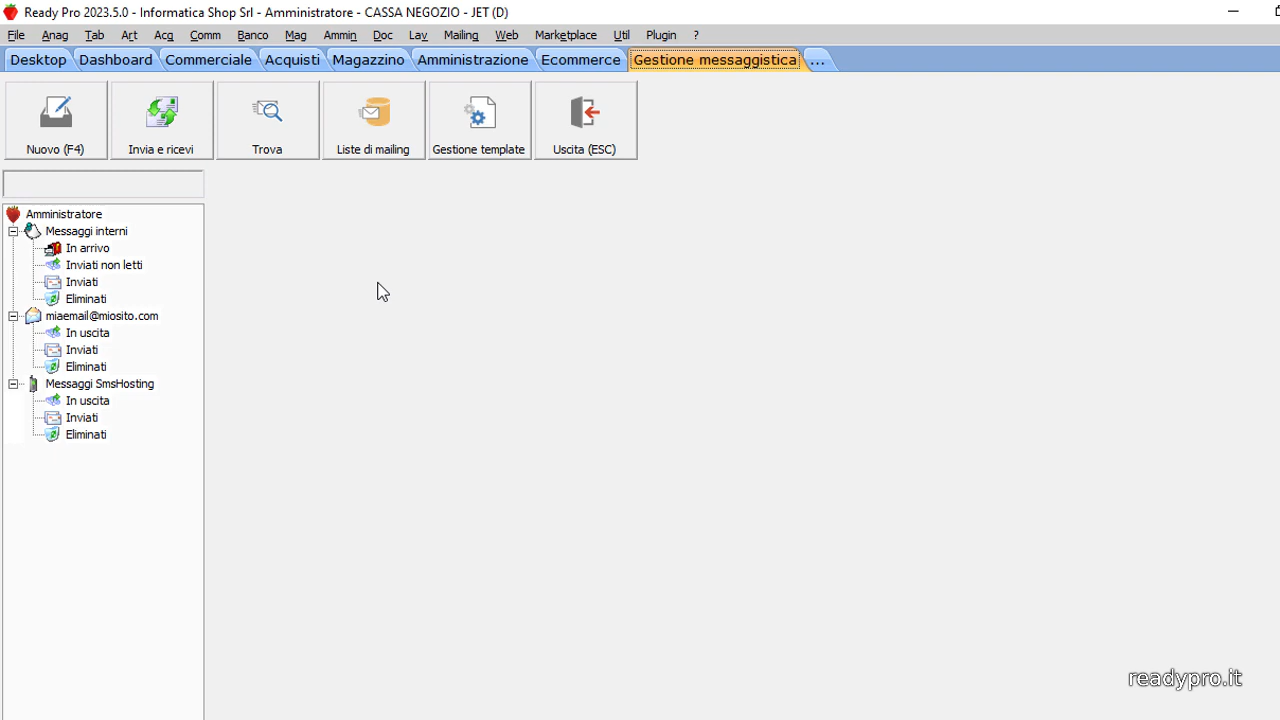 Ready Pro 2023.5.0 - Informatica Shop Srl - Amministratore - CASSA NEGOZIO - JET (D)
File Anag Tab Art Acq Comm Banco Mag Ammin Doc Lav Mailing Web Marketplace Util Plugin ?
Desktop Dashboard Commerciale Acquisti Magazzino Amministrazione Ecommerce Gestione messaggistica ...
Nuovo (F4) Invia e ricevi Trova Liste di mailing Gestione template Uscita (ESC)
Amministratore
Messaggi interni
In arrivo
Inviati non letti
Inviati
Eliminati
miaemail@miosito.com
In uscita
Inviati
Eliminati
Messaggi SmsHosting
In uscita
Inviati
Eliminati
readypro.it